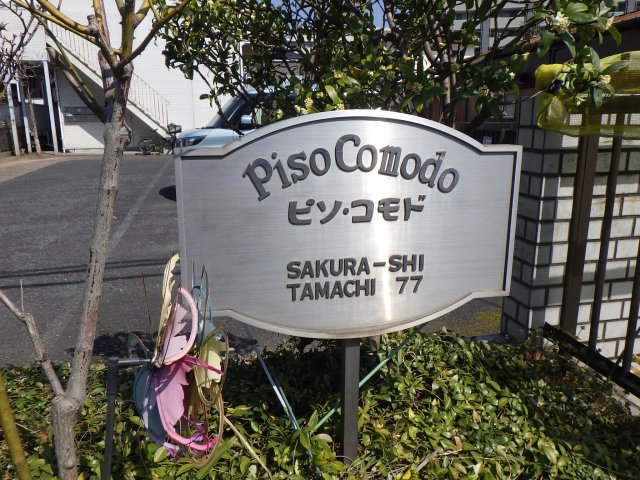 Piso Comodo
ピソ・コモド
SAKURA-SHI
TAMACHI 77